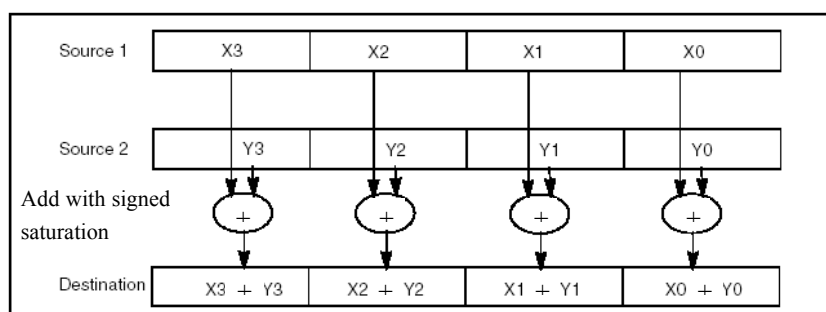 Source 1 X3 X2 X1 X0
Source 2 Y3 Y2 Y1 Y0
Add with signed
saturation
+ + + +
Destination X3 + Y3 X2 + Y2 X1 + Y1 X0 + Y0